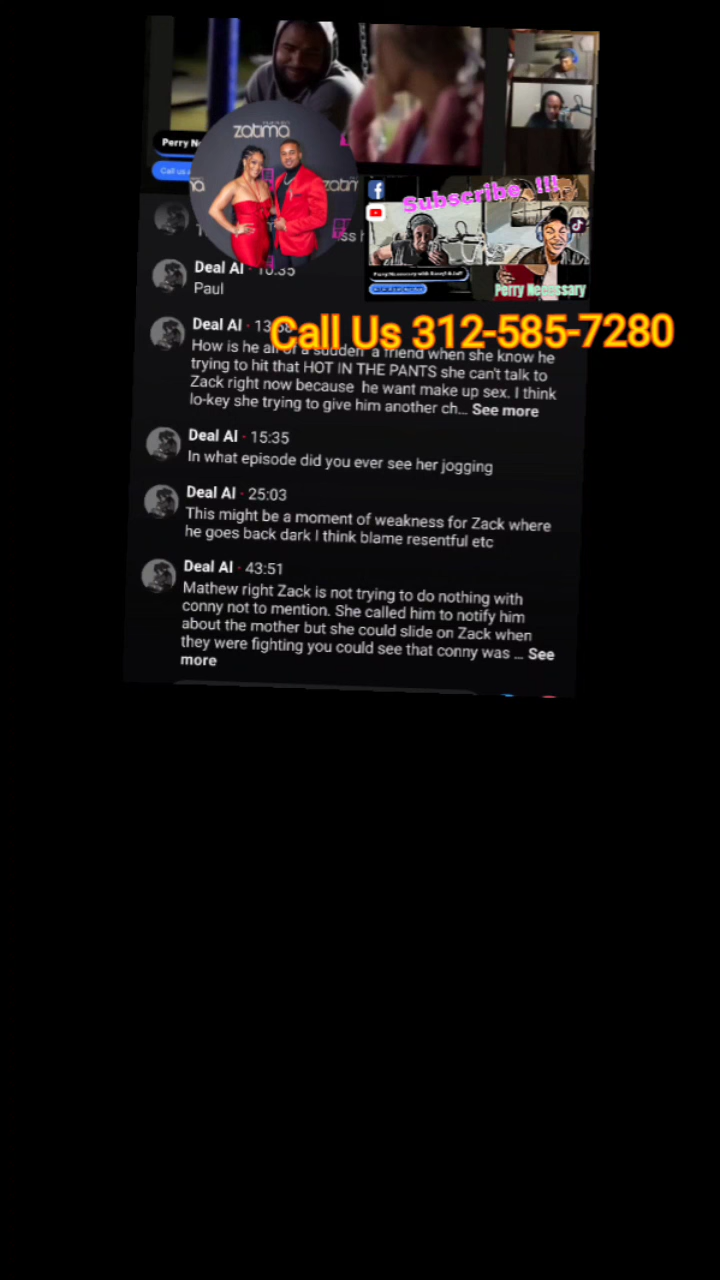 zatima
Perry Ne
Call us
zatim
Subscribe !!!
Perry Necessary
Deal Al · 10:35
Paul
Call Us 312-585-7280
Deal Al · 13:58
How is he all of a sudden a friend when she know he
trying to hit that HOT IN THE PANTS she can't talk to
Zack right now because he want make up sex. I think
lo-key she trying to give him another ch... See more
Deal Al · 15:35
In what episode did you ever see her jogging
Deal Al · 25:03
This might be a moment of weakness for Zack where
he goes back dark I think blame resentful etc
Deal Al · 43:51
Mathew right Zack is not trying to do nothing with
conny not to mention. She called him to notify him
about the mother but she could slide on Zack when
they were fighting you could see that conny was ... See
more